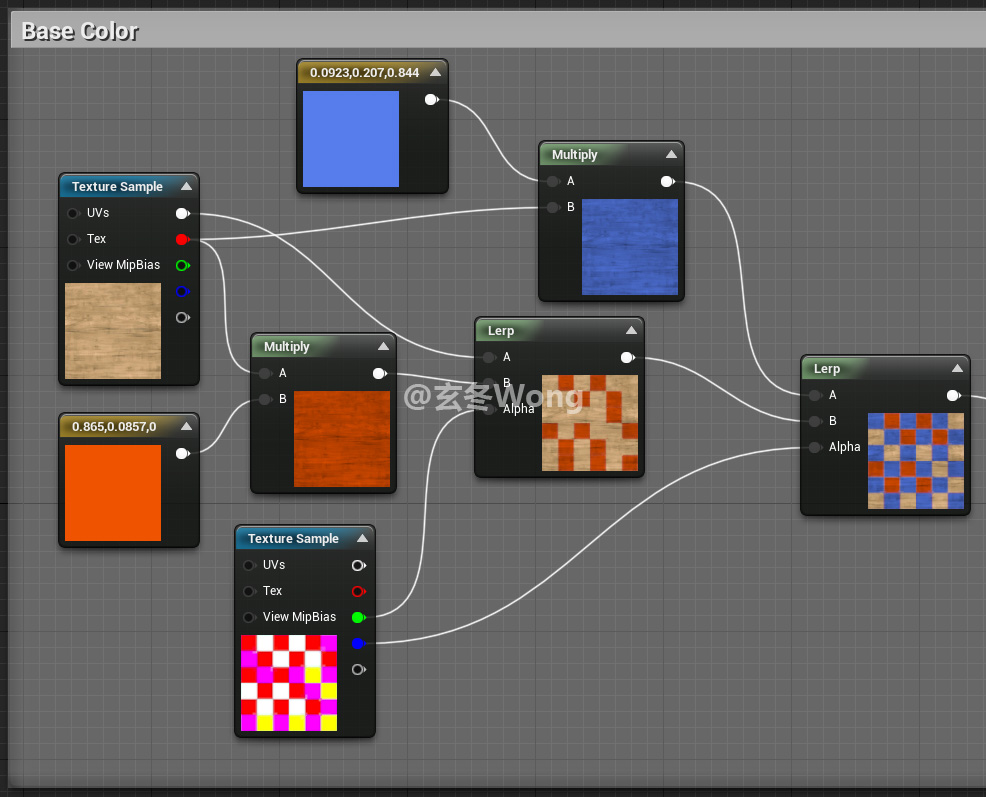 Base Color
0.0923,0.207,0.844
Multiply
A
B
Texture Sample
UVs
Tex
View MipBias
Lerp
A
B
Alpha
Multiply
A
B
Lerp
A
B
Alpha
@玄冬Wong
0.865,0.0857,0
Texture Sample
UVs
Tex
View MipBias